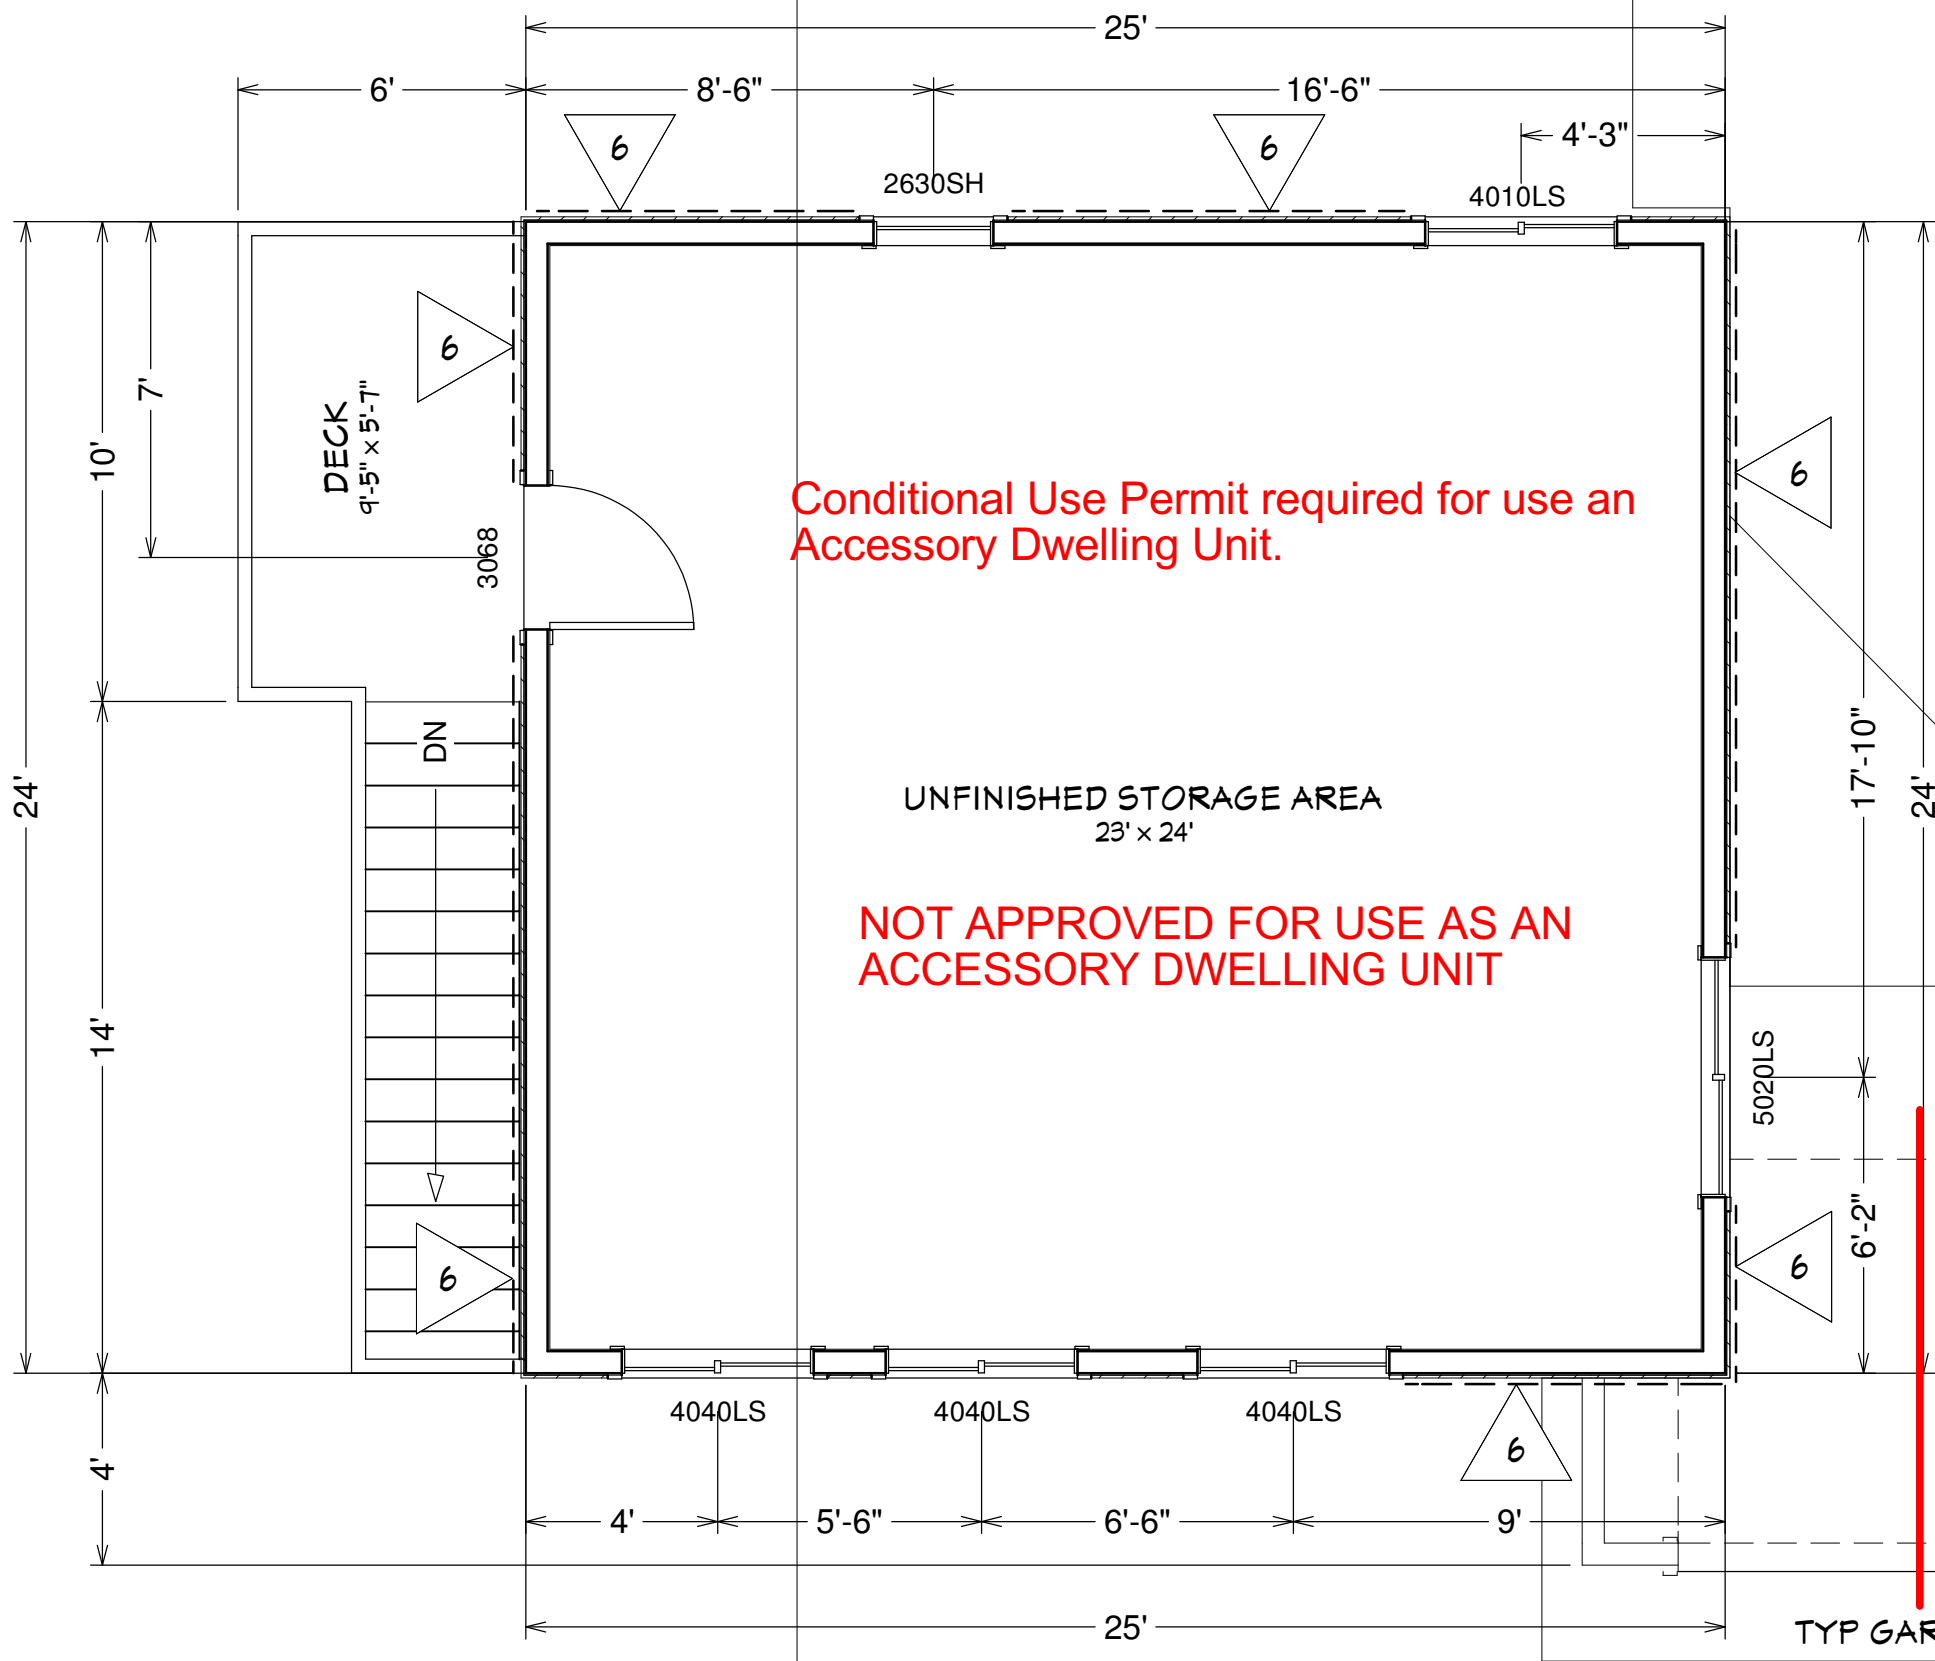 25'
6'
8'-6"
16'-6"
4'-3"
6
6
2630SH
4010LS
6
7'
DECK
9'-5" x 5'-7"
10'
3068
6
Conditional Use Permit required for use an
Accessory Dwelling Unit.
DN
24'
17'-10"
24'
UNFINISHED STORAGE AREA
23' x 24'
NOT APPROVED FOR USE AS AN
ACCESSORY DWELLING UNIT
14'
5020LS
6'-2"
6
6
4040LS
4040LS
4040LS
6
4'
4'
5'-6"
6'-6"
9'
25'
TYP GAR